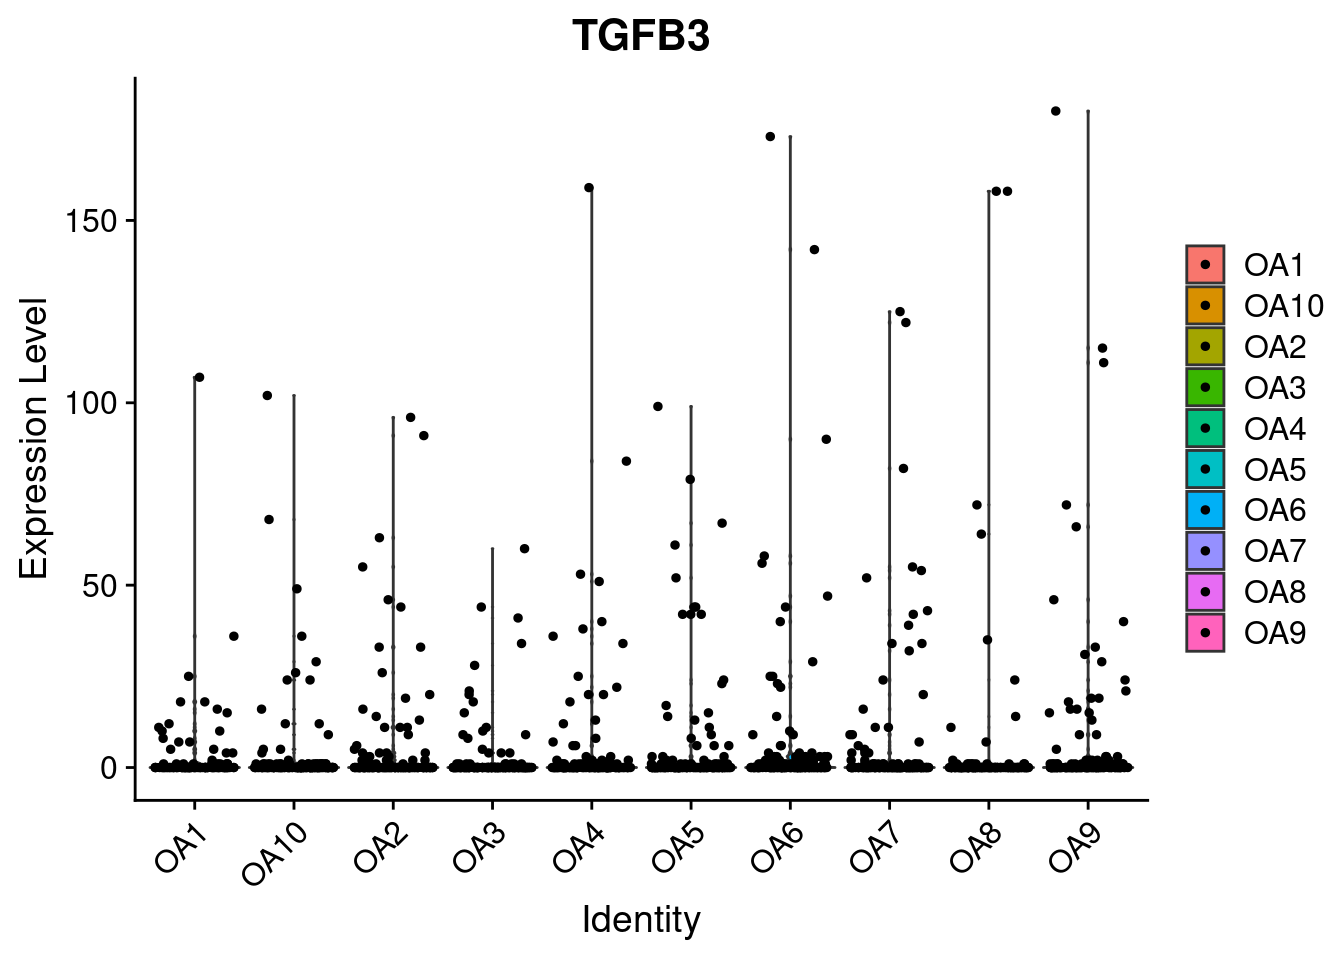 TGFB3
Expression Level
150
100
50
0
OA1
OA10
OA2
OA3
OA4
OA5
OA6
OA7
OA8
OA9
Identity
OA1
OA10
OA2
OA3
OA4
OA5
OA6
OA7
OA8
OA9